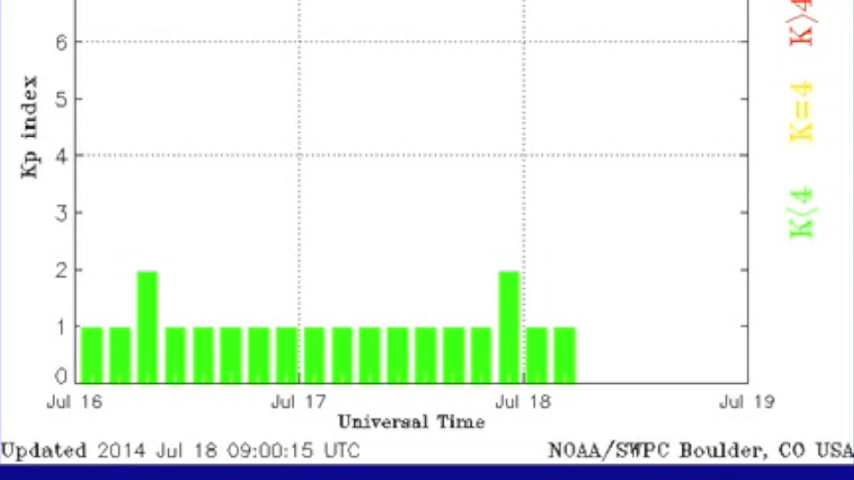 6
5
4
3
2
1
0
Kp index
Jul 16 Jul 17 Jul 18 Jul 19
Universal Time
Updated 2014 Jul 18 09:00:15 UTC NOAA/SWPC Boulder, CO USA
K<4 K=4 K>4